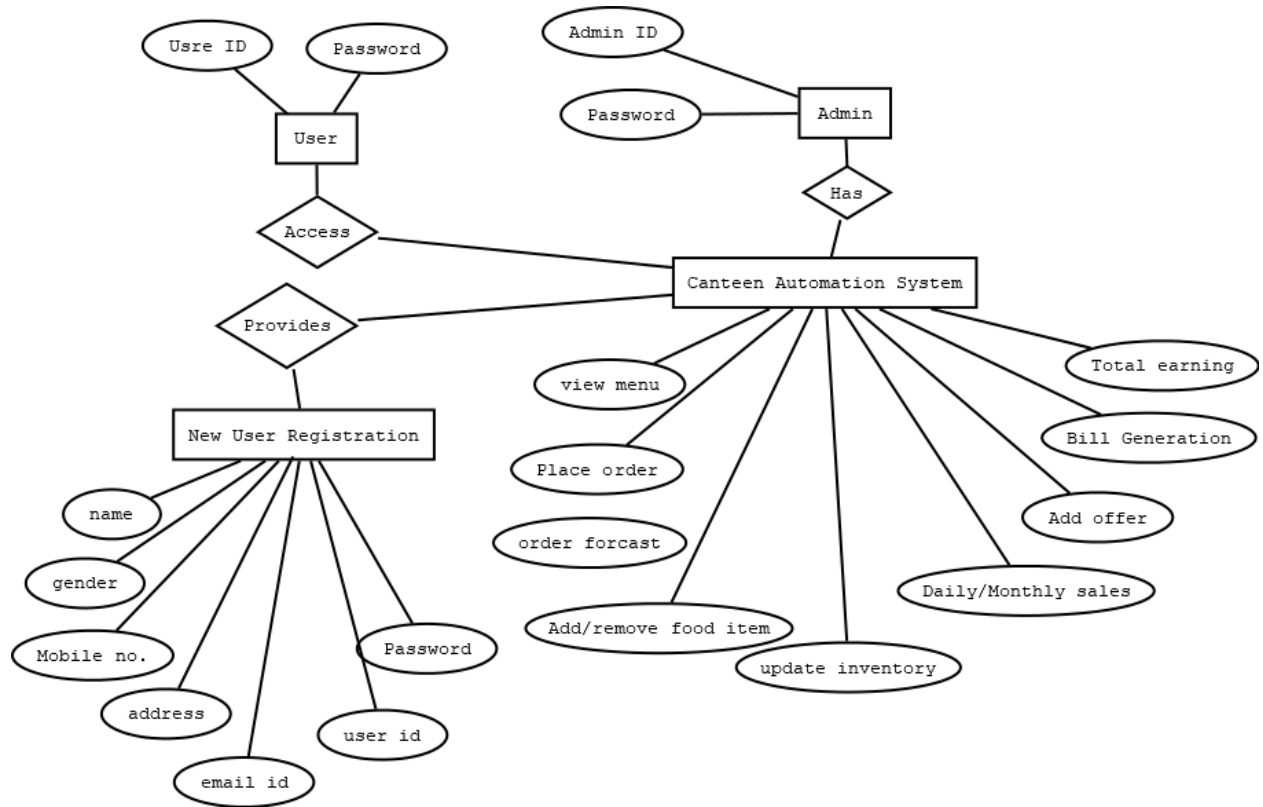 Usre ID
Password
Admin ID
Password
User
Admin
Access
Has
Canteen Automation System
Provides
New User Registration
view menu
Place order
order forcast
Add/remove food item
update inventory
Daily/Monthly sales
Add offer
Bill Generation
Total earning
name
gender
Mobile no.
address
email id
user id
Password